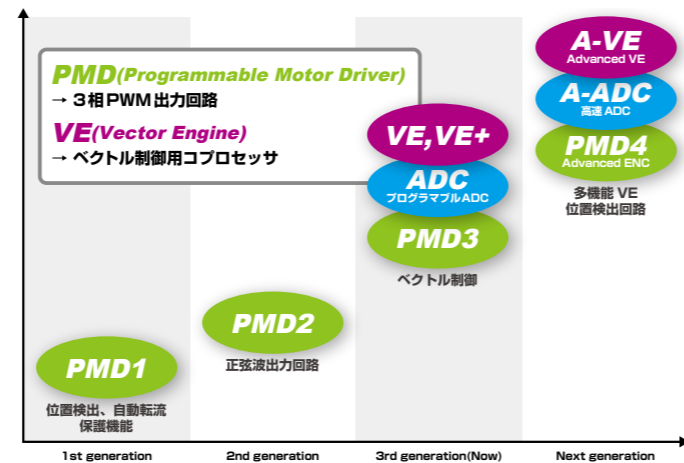 PMD(Programmable Motor Driver)
→ 3相PWM出力回路
VE(Vector Engine)
→ ベクトル制御用コプロセッサ
PMD1
位置検出、自動転流
保護機能
PMD2
正弦波出力回路
VE,VE+
ADC
プログラマブルADC
PMD3
ベクトル制御
A-VE
Advanced VE
A-ADC
高速 ADC
PMD4
Advanced ENC
多機能 VE
位置検出回路
1st generation
2nd generation
3rd generation(Now)
Next generation